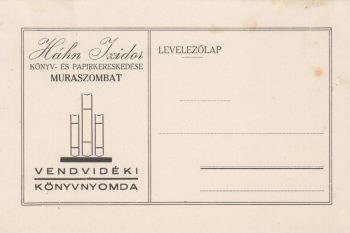 Hahn Izidor
KÖNYV- ÉS PAPIRKERESKEDÉSE
MURASZOMBAT
VENDVIDÉKI
KÖNYVNYOMDA
LEVELEZŐLAP